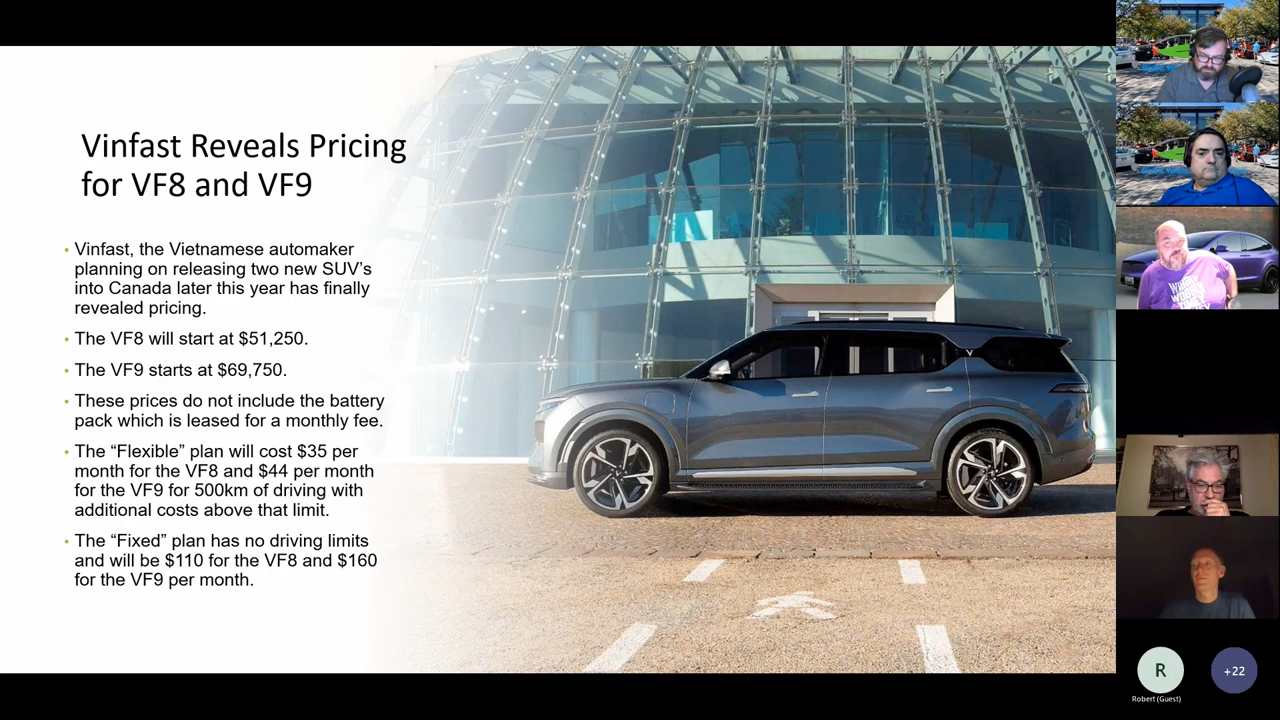 Vinfast Reveals Pricing
for VF8 and VF9
• Vinfast, the Vietnamese automaker
planning on releasing two new SUV's
into Canada later this year has finally
revealed pricing.
• The VF8 will start at $51,250.
• The VF9 starts at $69,750.
• These prices do not include the battery
pack which is leased for a monthly fee.
• The “Flexible” plan will cost $35 per
month for the VF8 and $44 per month
for the VF9 for 500km of driving with
additional costs above that limit.
• The “Fixed” plan has no driving limits
and will be $110 for the VF8 and $160
for the VF9 per month.
R
+22
Robert (Guest)